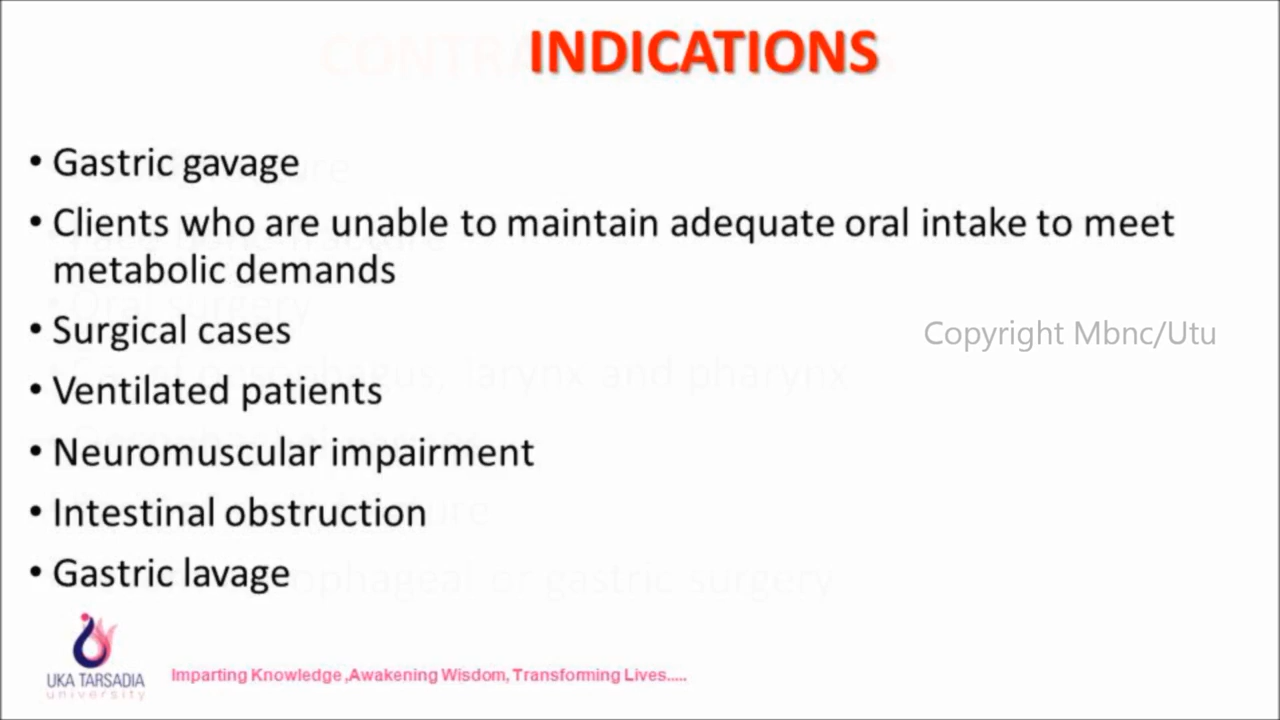 INDICATIONS
• Gastric gavage
• Clients who are unable to maintain adequate oral intake to meet
metabolic demands
• Surgical cases
Copyright Mbnc/Utu
• Ventilated patients
• Neuromuscular impairment
• Intestinal obstruction
• Gastric lavage
UKA TARSADIA
university
Imparting Knowledge ,Awakening Wisdom, Transforming Lives.....